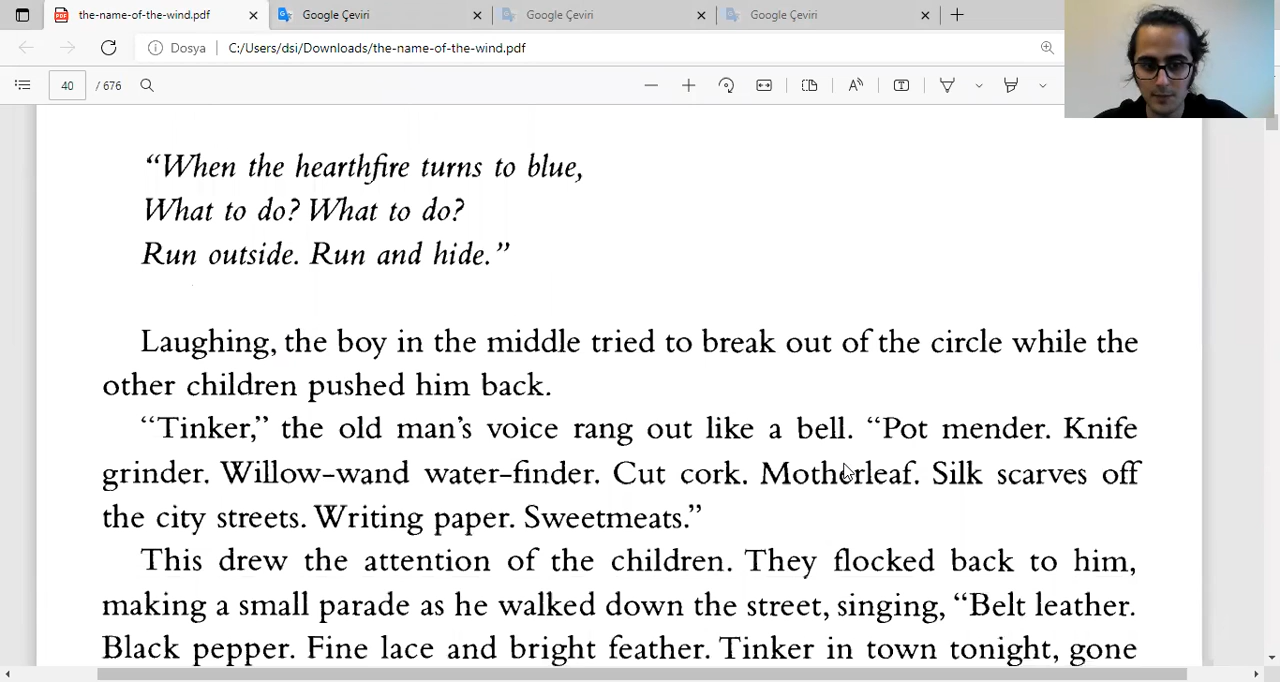 the-name-of-the-wind.pdf
Google Çeviri
Google Çeviri
Google Çeviri
Dosya
C:/Users/dsi/Downloads/the-name-of-the-wind.pdf
40 / 676
“When the hearthfire turns to blue,
What to do? What to do?
Run outside. Run and hide.”
Laughing, the boy in the middle tried to break out of the circle while the
other children pushed him back.
“Tinker,” the old man’s voice rang out like a bell. “Pot mender. Knife
grinder. Willow-wand water-finder. Cut cork. Motherleaf. Silk scarves off
the city streets. Writing paper. Sweetmeats.”
This drew the attention of the children. They flocked back to him,
making a small parade as he walked down the street, singing, “Belt leather.
Black pepper. Fine lace and bright feather. Tinker in town tonight, gone